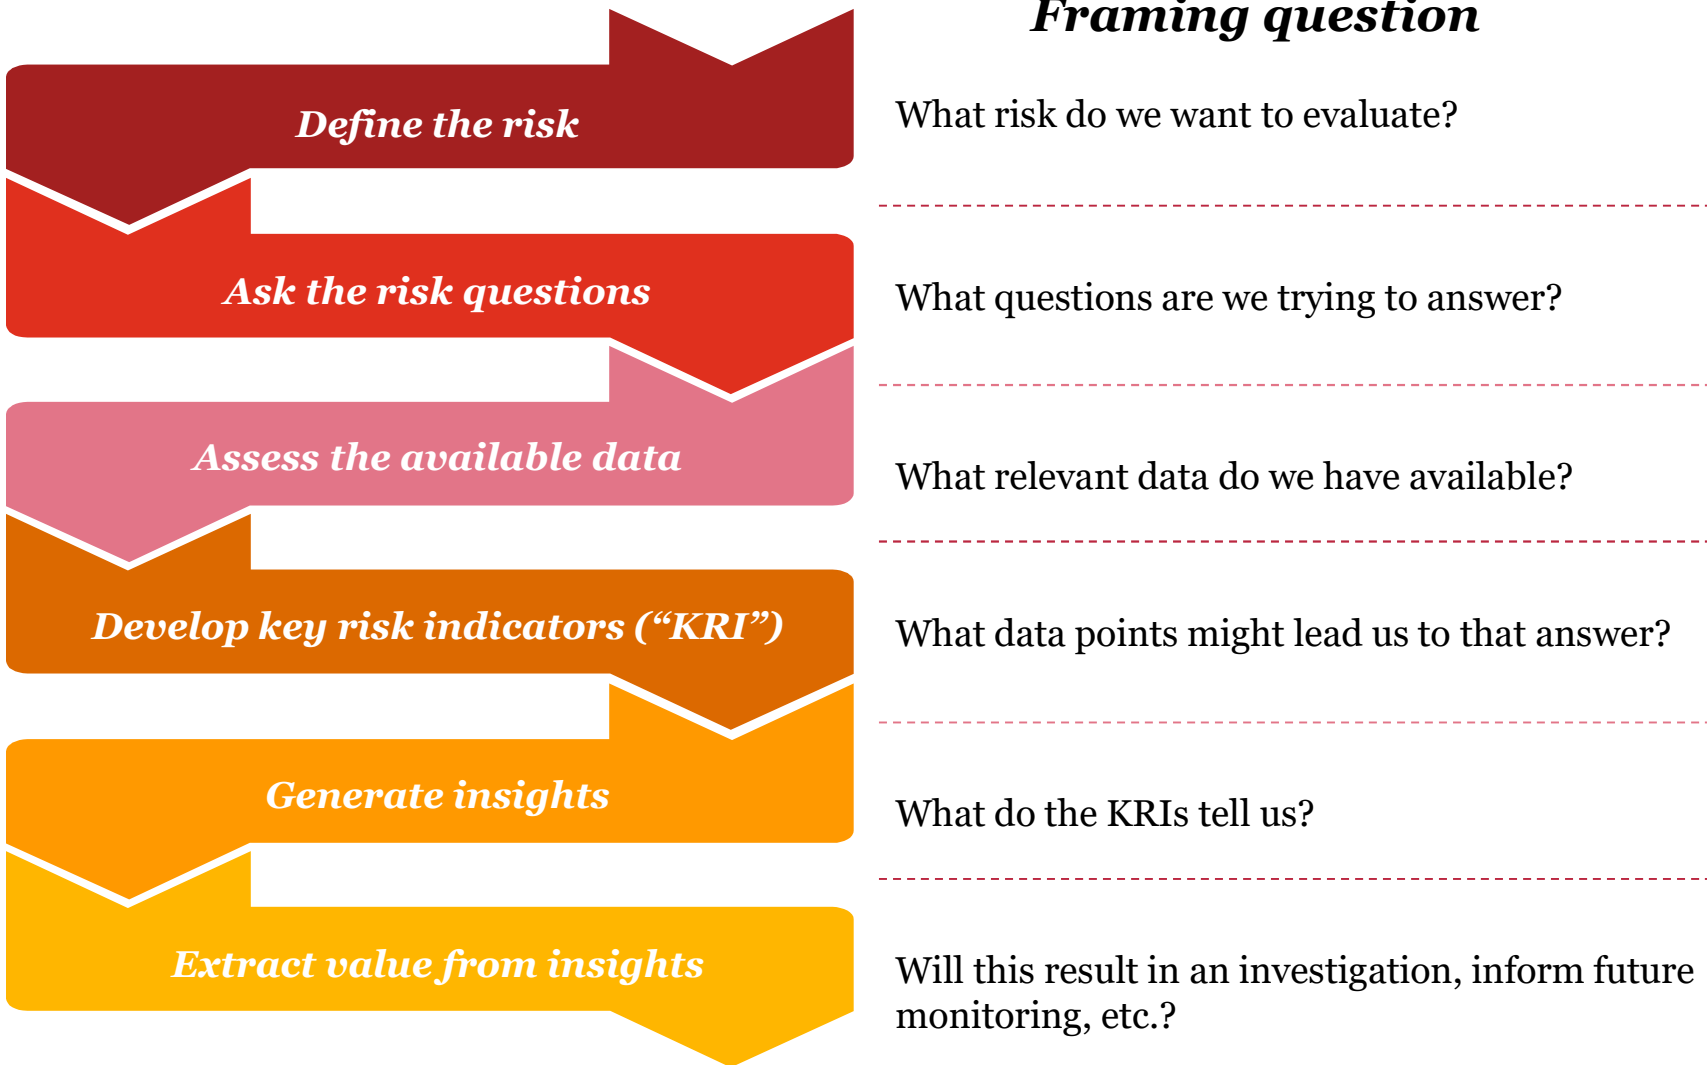 Framing question
Define the risk
What risk do we want to evaluate?
Ask the risk questions
What questions are we trying to answer?
Assess the available data
What relevant data do we have available?
Develop key risk indicators (“KRI”)
What data points might lead us to that answer?
Generate insights
What do the KRIs tell us?
Extract value from insights
Will this result in an investigation, inform future
monitoring, etc.?